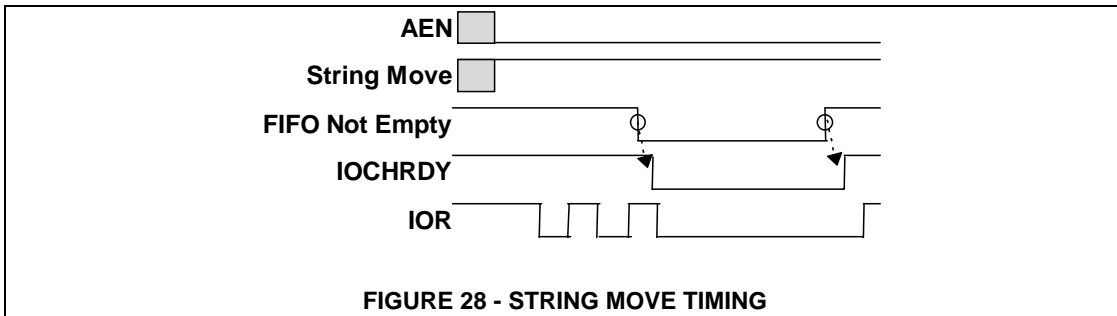 AEN
String Move
FIFO Not Empty
IOCHRDY
IOR
FIGURE 28 - STRING MOVE TIMING